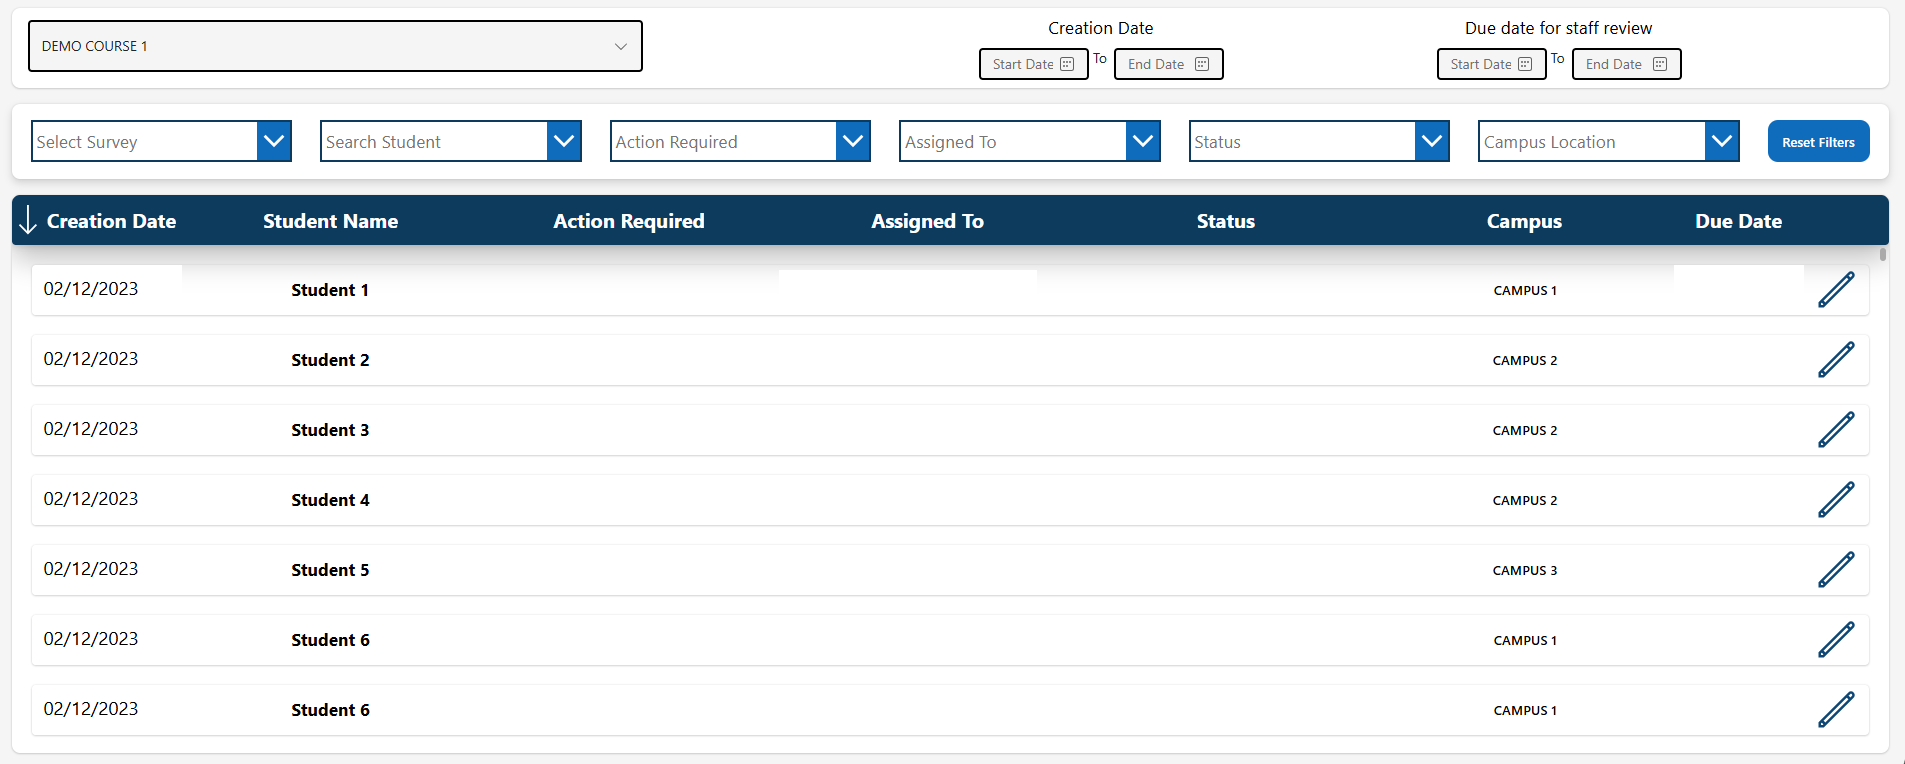 DEMO COURSE 1
Creation Date
Start Date To End Date
Due date for staff review
Start Date To End Date
Select Survey Search Student Action Required Assigned To Status Campus Location Reset Filters
Creation Date Student Name Action Required Assigned To Status Campus Due Date
02/12/2023 Student 1 CAMPUS 1
02/12/2023 Student 2 CAMPUS 2
02/12/2023 Student 3 CAMPUS 2
02/12/2023 Student 4 CAMPUS 2
02/12/2023 Student 5 CAMPUS 3
02/12/2023 Student 6 CAMPUS 1
02/12/2023 Student 6 CAMPUS 1